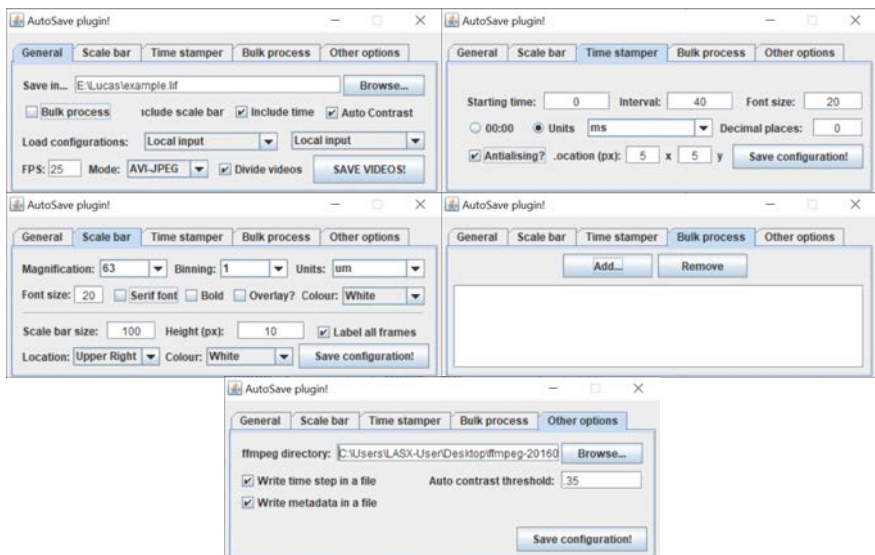 AutoSave plugin!
General Scale bar Time stamper Bulk process Other options
Save in... E:\Lucas\example.lif Browse...
Bulk process ıclude scale bar Include time Auto Contrast
Load configurations: Local input Local input
FPS: 25 Mode: AVI-JPEG Divide videos SAVE VIDEOS!
AutoSave plugin!
General Scale bar Time stamper Bulk process Other options
Starting time: 0 Interval: 40 Font size: 20
00:00 Units ms Decimal places: 0
Antialising? .ocation (px): 5 x 5 y Save configuration!
AutoSave plugin!
General Scale bar Time stamper Bulk process Other options
Magnification: 63 Binning: 1 Units: um
Font size: 20 Serif font Bold Overlay? Colour: White
Scale bar size: 100 Height (px): 10 Label all frames
Location: Upper Right Colour: White Save configuration!
AutoSave plugin!
General Scale bar Time stamper Bulk process Other options
Add... Remove
AutoSave plugin!
General Scale bar Time stamper Bulk process Other options
ffmpeg directory: C:\Users\LASX-User\Desktop\ffmpeg-20160 Browse...
Write time step in a file Auto contrast threshold: .35
Write metadata in a file
Save configuration!